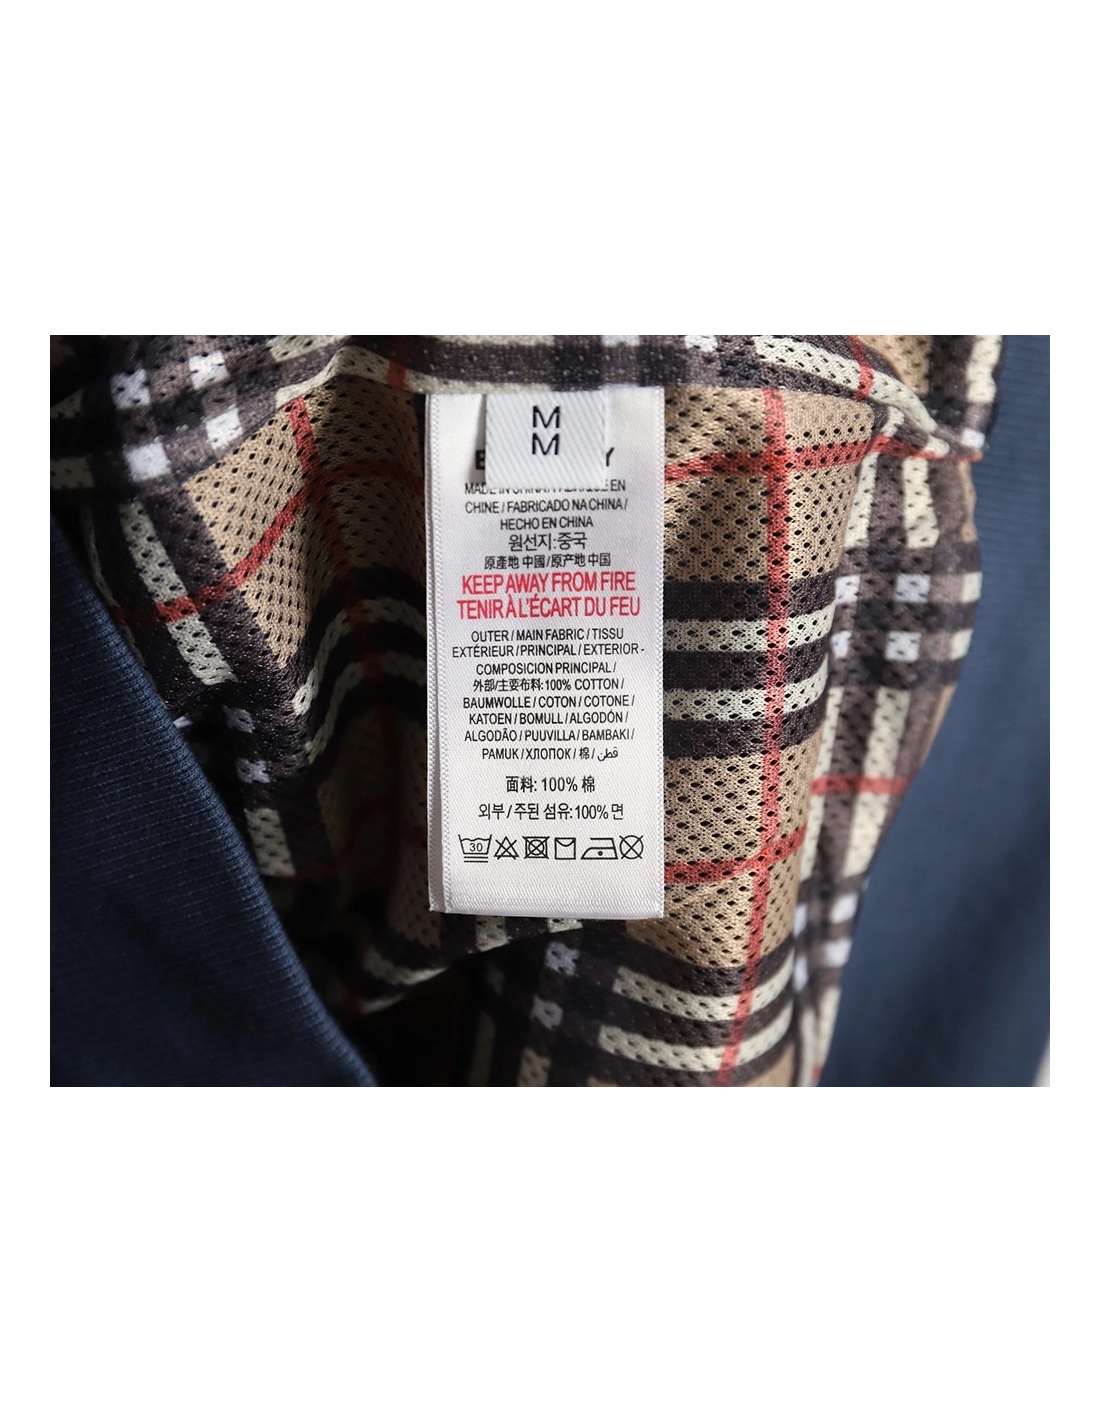 M
M
MADE IN CHINA / FABRIQUÉ EN
CHINE / FABRICADO NA CHINA /
HECHO EN CHINA
원선지:중국
原產地 中國/原产地 中国
KEEP AWAY FROM FIRE
TENIR À L'ÉCART DU FEU
OUTER / MAIN FABRIC / TISSU
EXTÉRIEUR / PRINCIPAL / EXTERIOR -
COMPOSICION PRINCIPAL /
外部/主要布料:100% COTTON /
BAUMWOLLE / COTON / COTONE /
KATOEN / BOMULL / ALGODÓN /
ALGODÃO / PUUVILLA / BAMBAKI /
PAMUK / ХЛОПОК / 棉 / قطن
面料: 100% 棉
외부 / 주된 섬유: 100% 면
30